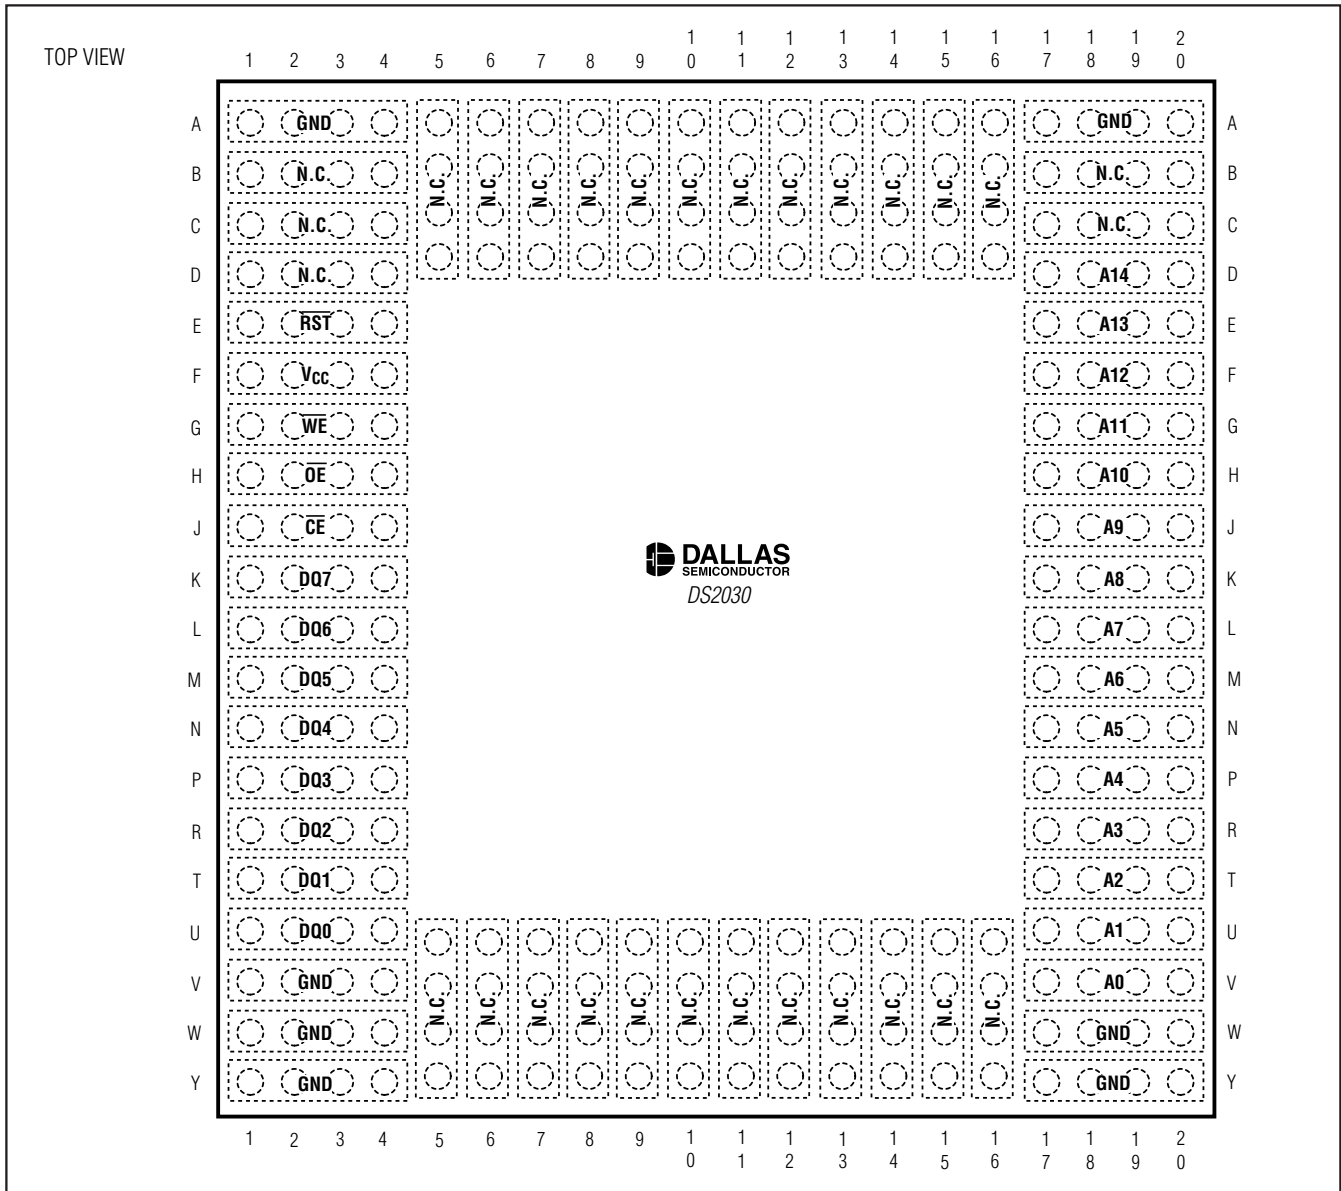 TOP VIEW
1 2 3 4 5 6 7 8 9 10 11 12 13 14 15 16 17 18 19 20
A GND GND A
B N.C. N.C. N.C. N.C. N.C. N.C. N.C. N.C. N.C. N.C. N.C. N.C. N.C. N.C. B
C N.C. N.C. C
D N.C. A14 D
E RST A13 E
F VCC A12 F
G WE A11 G
H OE A10 H
J CE A9 J
DALLAS
SEMICONDUCTOR
K DQ7 A8 K
DS2030
L DQ6 A7 L
M DQ5 A6 M
N DQ4 A5 N
P DQ3 A4 P
R DQ2 A3 R
T DQ1 A2 T
U DQ0 A1 U
V GND A0 V
N.C. N.C. N.C. N.C. N.C. N.C. N.C. N.C. N.C. N.C. N.C. N.C.
W GND GND W
Y GND GND Y
1 2 3 4 5 6 7 8 9 10 11 12 13 14 15 16 17 18 19 20